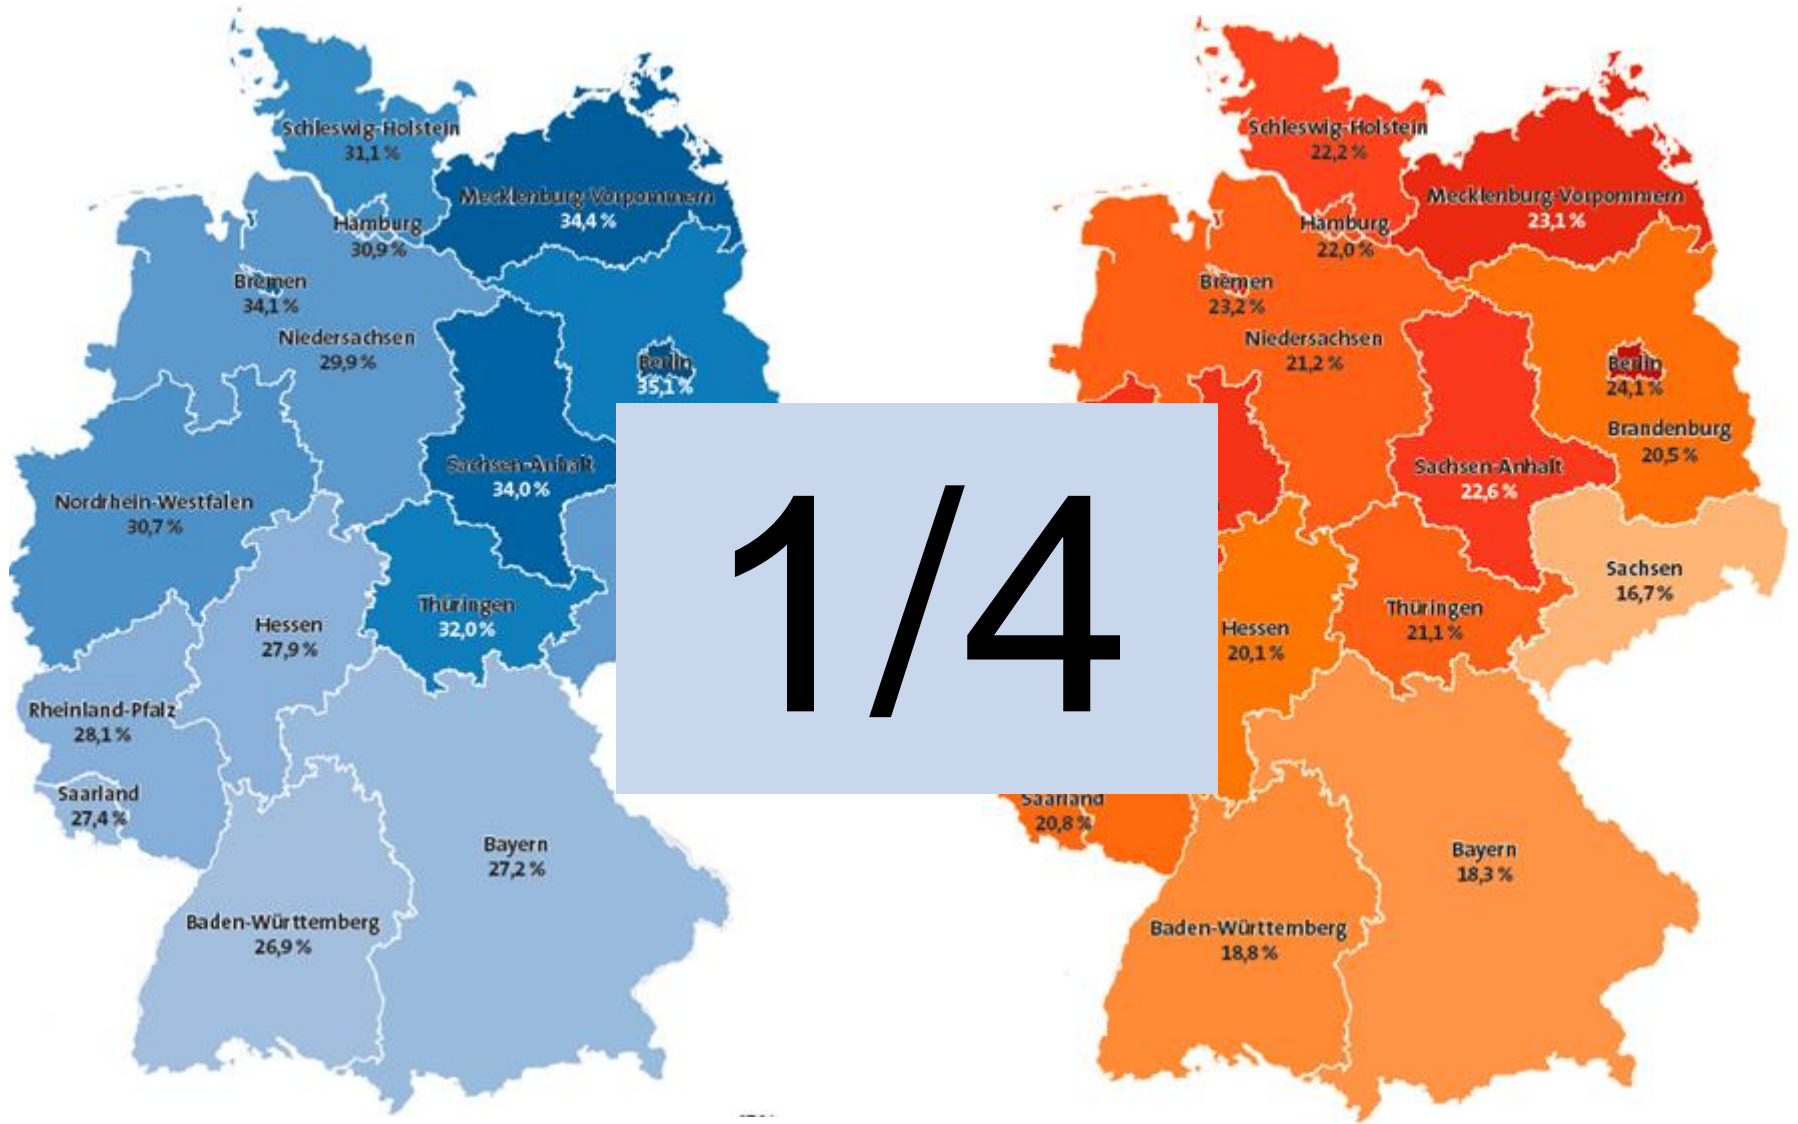 Schleswig-Holstein
31,1 %
Mecklenburg-Vorpommern
34,4 %
Hamburg
30,9 %
Bremen
34,1 %
Niedersachsen
29,9 %
Berlin
35,1 %
Sachsen-Anhalt
34,0 %
Nordrhein-Westfalen
30,7 %
Thüringen
32,0 %
Hessen
27,9 %
Rheinland-Pfalz
28,1 %
Saarland
27,4 %
Bayern
27,2 %
Baden-Württemberg
26,9 %
1/4
Schleswig-Holstein
22,2 %
Mecklenburg-Vorpommern
23,1 %
Hamburg
22,0 %
Bremen
23,2 %
Niedersachsen
21,2 %
Berlin
24,1 %
Brandenburg
20,5 %
Sachsen-Anhalt
22,6 %
Sachsen
16,7 %
Thüringen
21,1 %
Hessen
20,1 %
Saarland
20,8 %
Bayern
18,3 %
Baden-Württemberg
18,8 %